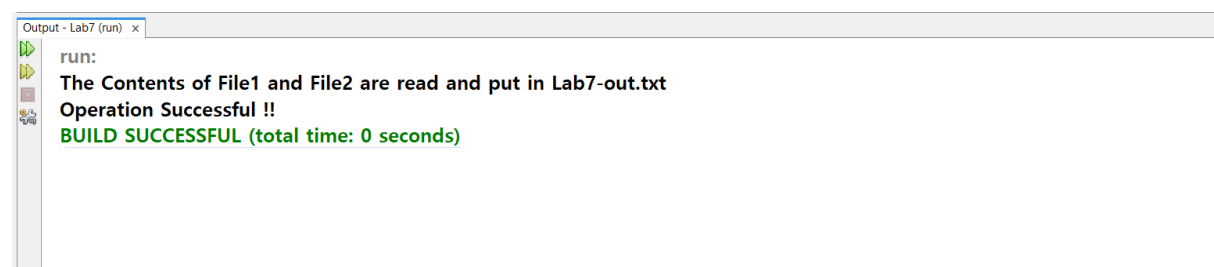 Output - Lab7 (run) x
run:
The Contents of File1 and File2 are read and put in Lab7-out.txt
Operation Successful !!
BUILD SUCCESSFUL (total time: 0 seconds)